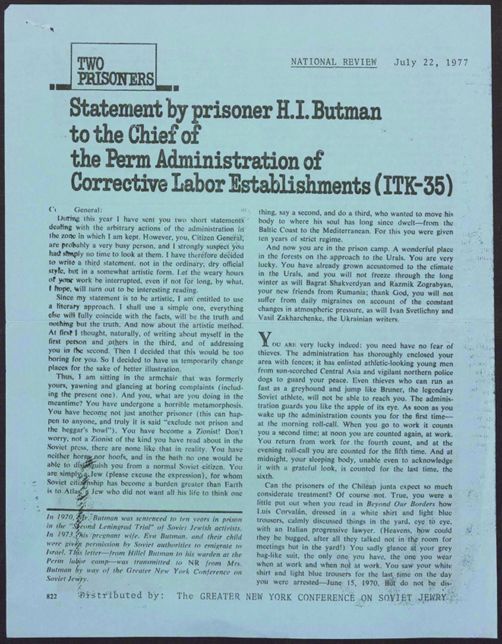 TWO
PRISONERS
NATIONAL REVIEW July 22, 1977
Statement by prisoner H.I. Butman
to the Chief of
the Perm Administration of
Corrective Labor Establishments (ITK-35)
General:
During this year I have sent you two short statements
dealing with the arbitrary actions of the administration in
the zone in which I am kept. However, you, Citizen General,
are probably a very busy person, and I strongly suspect you
had simply no time to look at them. I have therefore decided
to write a third statement, not in the ordinary, dry official
style, but in a somewhat artistic form. Let the weary hours
of your work be interrupted, even if not for long, by what,
I hope, will turn out to be interesting reading.
Since my statement is to be artistic, I am entitled to use
a literary approach. I shall use a simple one, everything
else will fully coincide with the facts, will be the truth and
nothing but the truth. And now about the artistic method.
At first I thought, naturally, of writing about myself in the
first person and others in the third, and of addressing
you in the second. Then I decided that this would be too
boring for you. So I decided to have us temporarily change
places for the sake of better illustration.
Thus, I am sitting in the armchair that was formerly
yours, yawning and glancing at boring complaints (includ-
ing the present one). And you, what are you doing in the
meantime? You have undergone a horrible metamorphosis.
You have become not just another prisoner (this can hap-
pen to anyone, and truly it is said "exclude not prison and
the beggar's bowl"). You have become a Zionist! Don't
worry, not a Zionist of the kind you have read about in the
Soviet press, there are none like that in reality. You have
neither horns nor hoofs, and in the bath no one would be
able to distinguish you from a normal Soviet citizen. You
are simply a Jew (please excuse the expression), for whom
Soviet citizenship has become a burden greater than Earth
is to Atlas. Jew who did not want all his life to think one
In 1970, Mr. Butman was sentenced to ten years in prison
in the "Second Leningrad Trial" of Soviet Jewish activists.
In 1973, his pregnant wife, Eva Butman, and their child
were given permission by Soviet authorities to emigrate to
Israel. This letter—from Hillel Butman to his warden at the
Perm labor camp—was transmitted to NR from Mrs.
Butman by way of the Greater New York Conference on
Soviet Jewry.
thing, say a second, and do a third, who wanted to move his
body to where his soul has long since dwelt—from the
Baltic Coast to the Mediterranean. For this you were given
ten years of strict regime.
And now you are in the prison camp. A wonderful place
in the forests on the approach to the Urals. You are very
lucky. You have already grown accustomed to the climate
in the Urals, and you will not freeze through the long
winter as will Bagrat Shakverdyan and Razmik Zograbyan,
your new friends from Rumania; thank God, you will not
suffer from daily migraines on account of the constant
changes in atmospheric pressure, as will Ivan Svetlichny and
Vasil Zakharchenko, the Ukrainian writers.
YOU ARE very lucky indeed: you need have no fear of
thieves. The administration has thoroughly enclosed your
area with fences; it has enlisted athletic-looking young men
from sun-scorched Central Asia and vigilant northern police
dogs to guard your peace. Even thieves who can run as
fast as a greyhound and jump like Brumel, the legendary
Soviet athlete, will not be able to reach you. The adminis-
tration guards you like the apple of its eye. As soon as you
wake up the administration counts you for the first time—
at the morning roll-call. When you go to work it counts
you a second time; at noon you are counted again, at work.
You return from work for the fourth count, and at the
evening roll-call you are counted for the fifth time. And at
midnight, your sleeping body, unable even to acknowledge
it with a grateful look, is counted for the last time, the
sixth.
Can the prisoners of the Chilean junta expect so much
considerate treatment? Of course not. True, you were a
little put out when you read in Beyond Our Borders how
Luis Corvalán, dressed in a white shirt and light blue
trousers, calmly discussed things in the yard, eye to eye,
with an Italian progressive lawyer. (Heavens, how could
they be bugged, after all they talked not in the room for
meetings but in the yard!) You sadly glance at your grey
bag-like suit, the only one you have, the one you wear
when at work and when not at work. You saw your white
shirt and light blue trousers for the last time on the day
you were arrested—June 15, 1970. But do not be dis-
822 Distributed by: The GREATER NEW YORK CONFERENCE ON SOVIET JEWRY